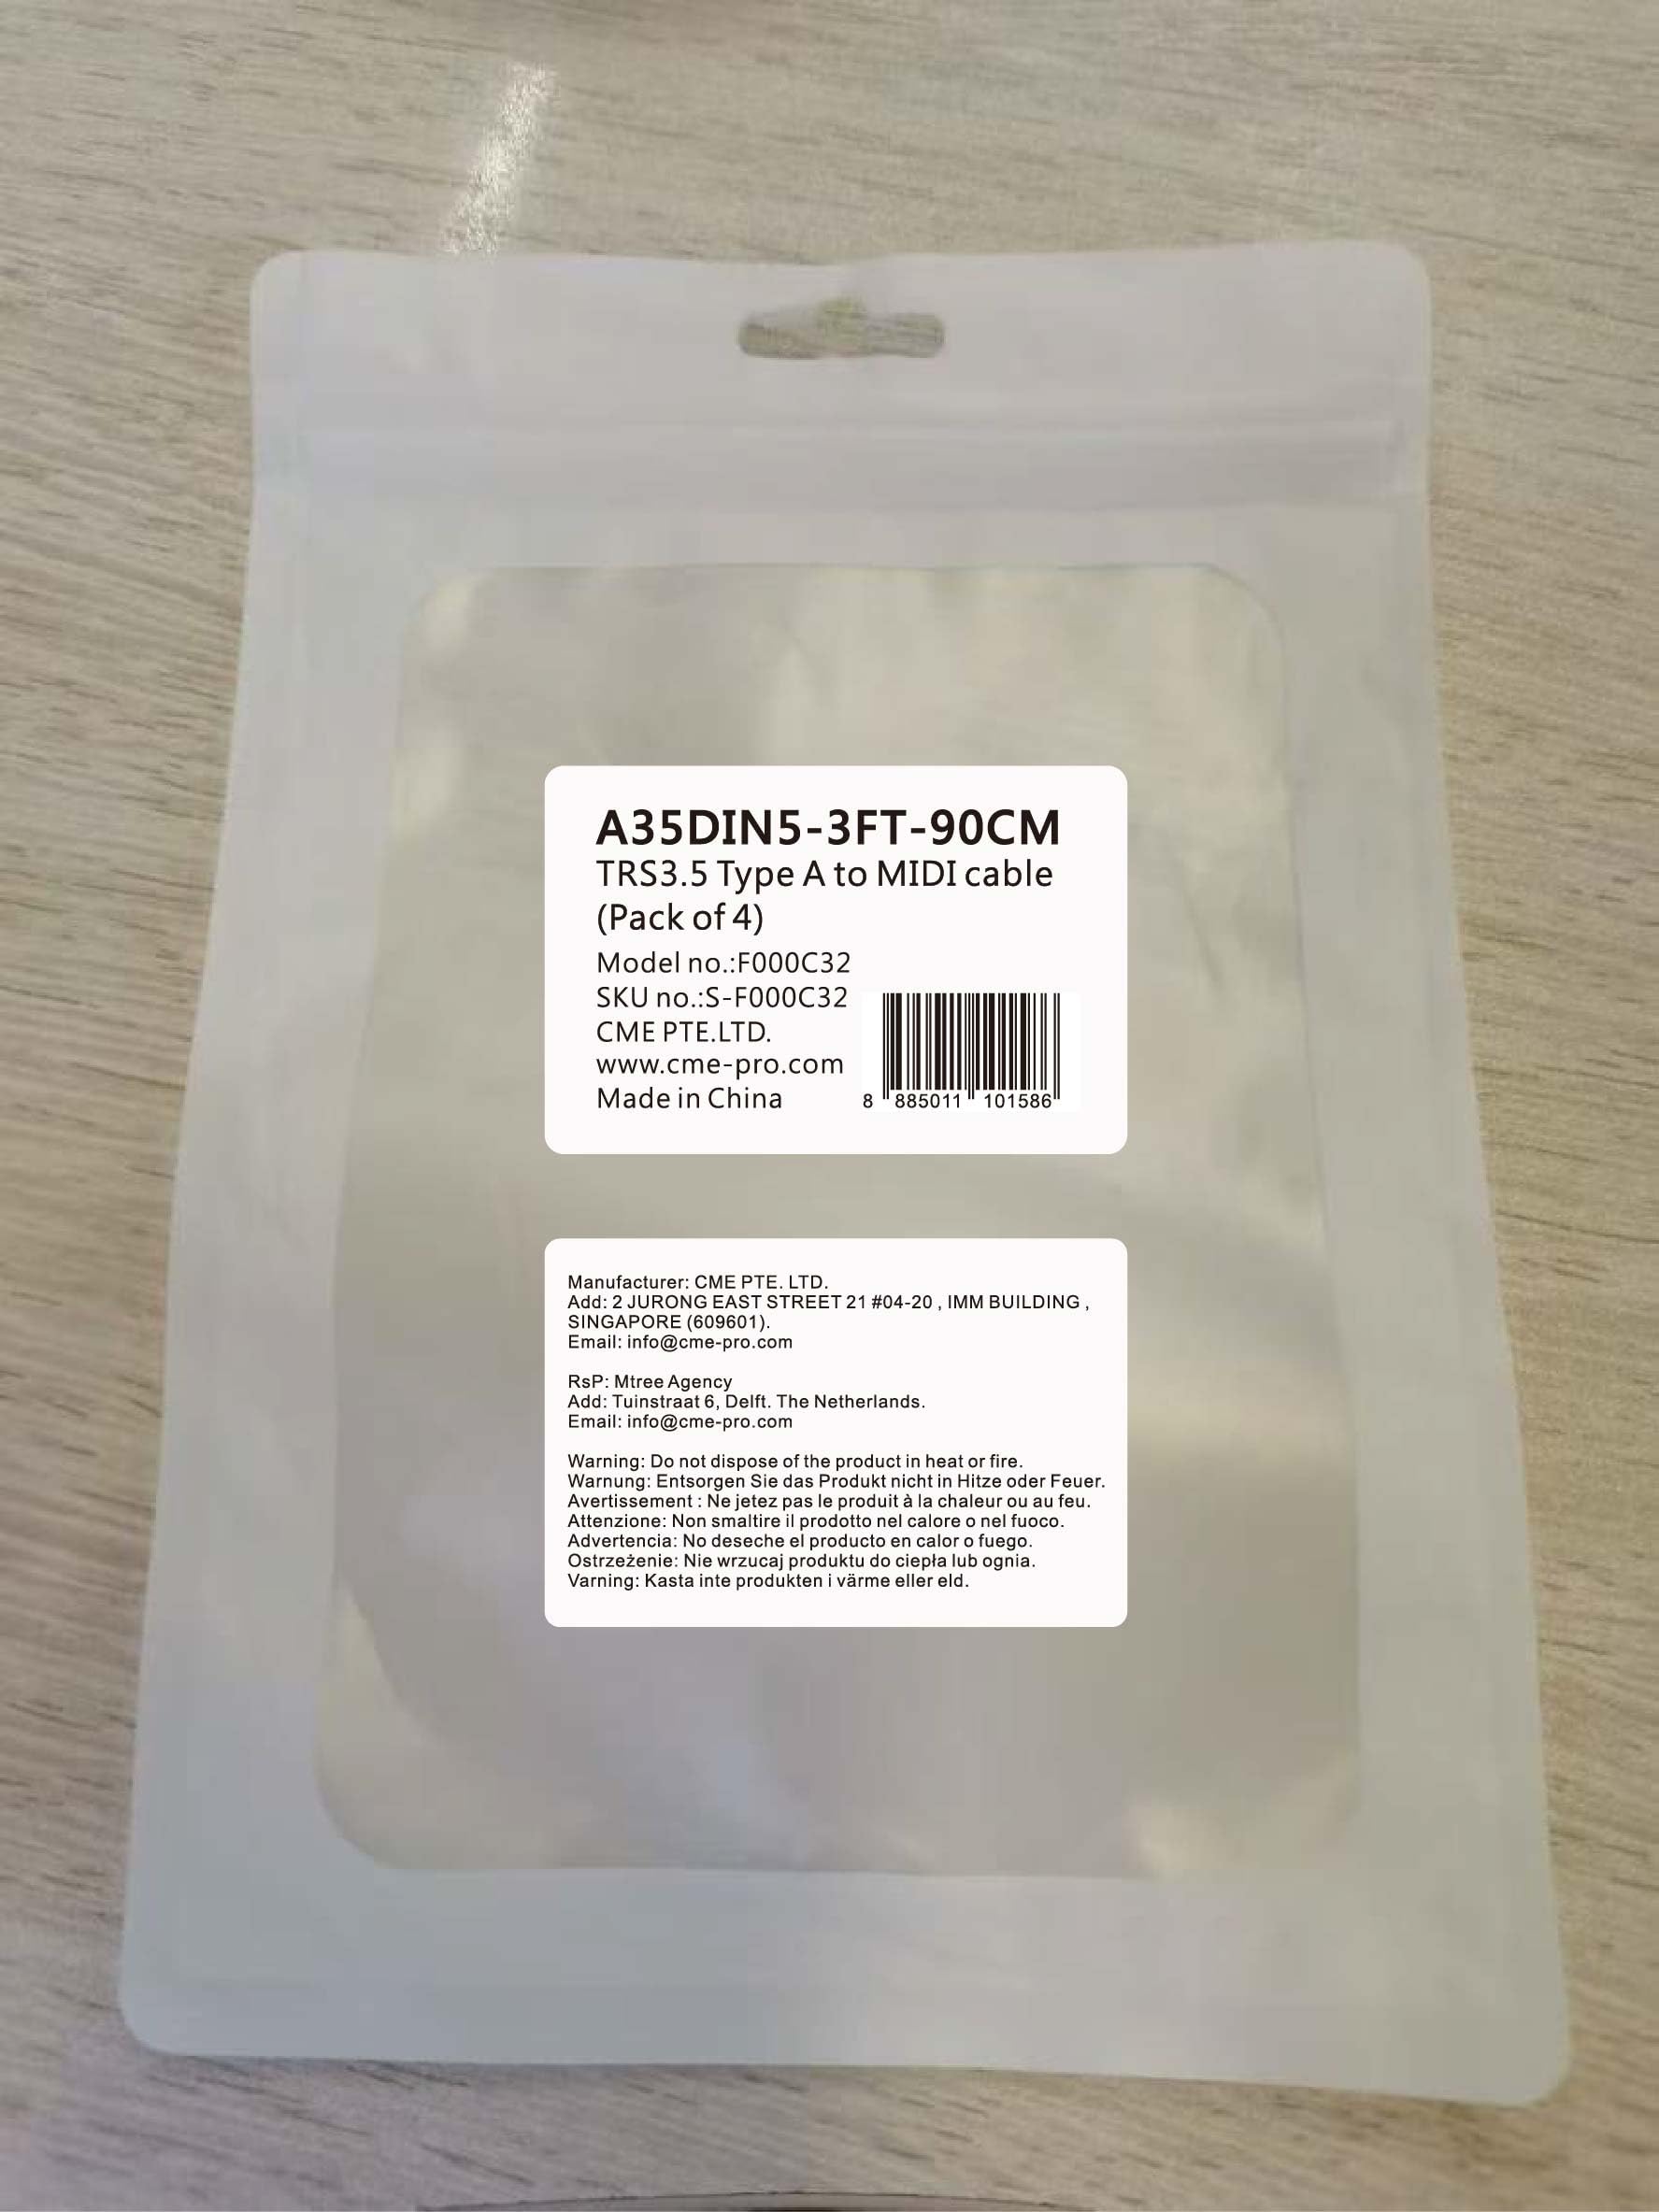 A35DIN5-3FT-90CM
TRS3.5 Type A to MIDI cable
(Pack of 4)
Model no.:F000C32
SKU no.:S-F000C32
CME PTE.LTD.
www.cme-pro.com
Made in China
8 885011 101586
Manufacturer: CME PTE. LTD.
Add: 2 JURONG EAST STREET 21 #04-20 , IMM BUILDING ,
SINGAPORE (609601).
Email: info@cme-pro.com
RsP: Mtree Agency
Add: Tuinstraat 6, Delft. The Netherlands.
Email: info@cme-pro.com
Warning: Do not dispose of the product in heat or fire.
Warnung: Entsorgen Sie das Produkt nicht in Hitze oder Feuer.
Avertissement : Ne jetez pas le produit à la chaleur ou au feu.
Attenzione: Non smaltire il prodotto nel calore o nel fuoco.
Advertencia: No deseche el producto en calor o fuego.
Ostrzeżenie: Nie wrzucaj produktu do ciepła lub ognia.
Varning: Kasta inte produkten i värme eller eld.